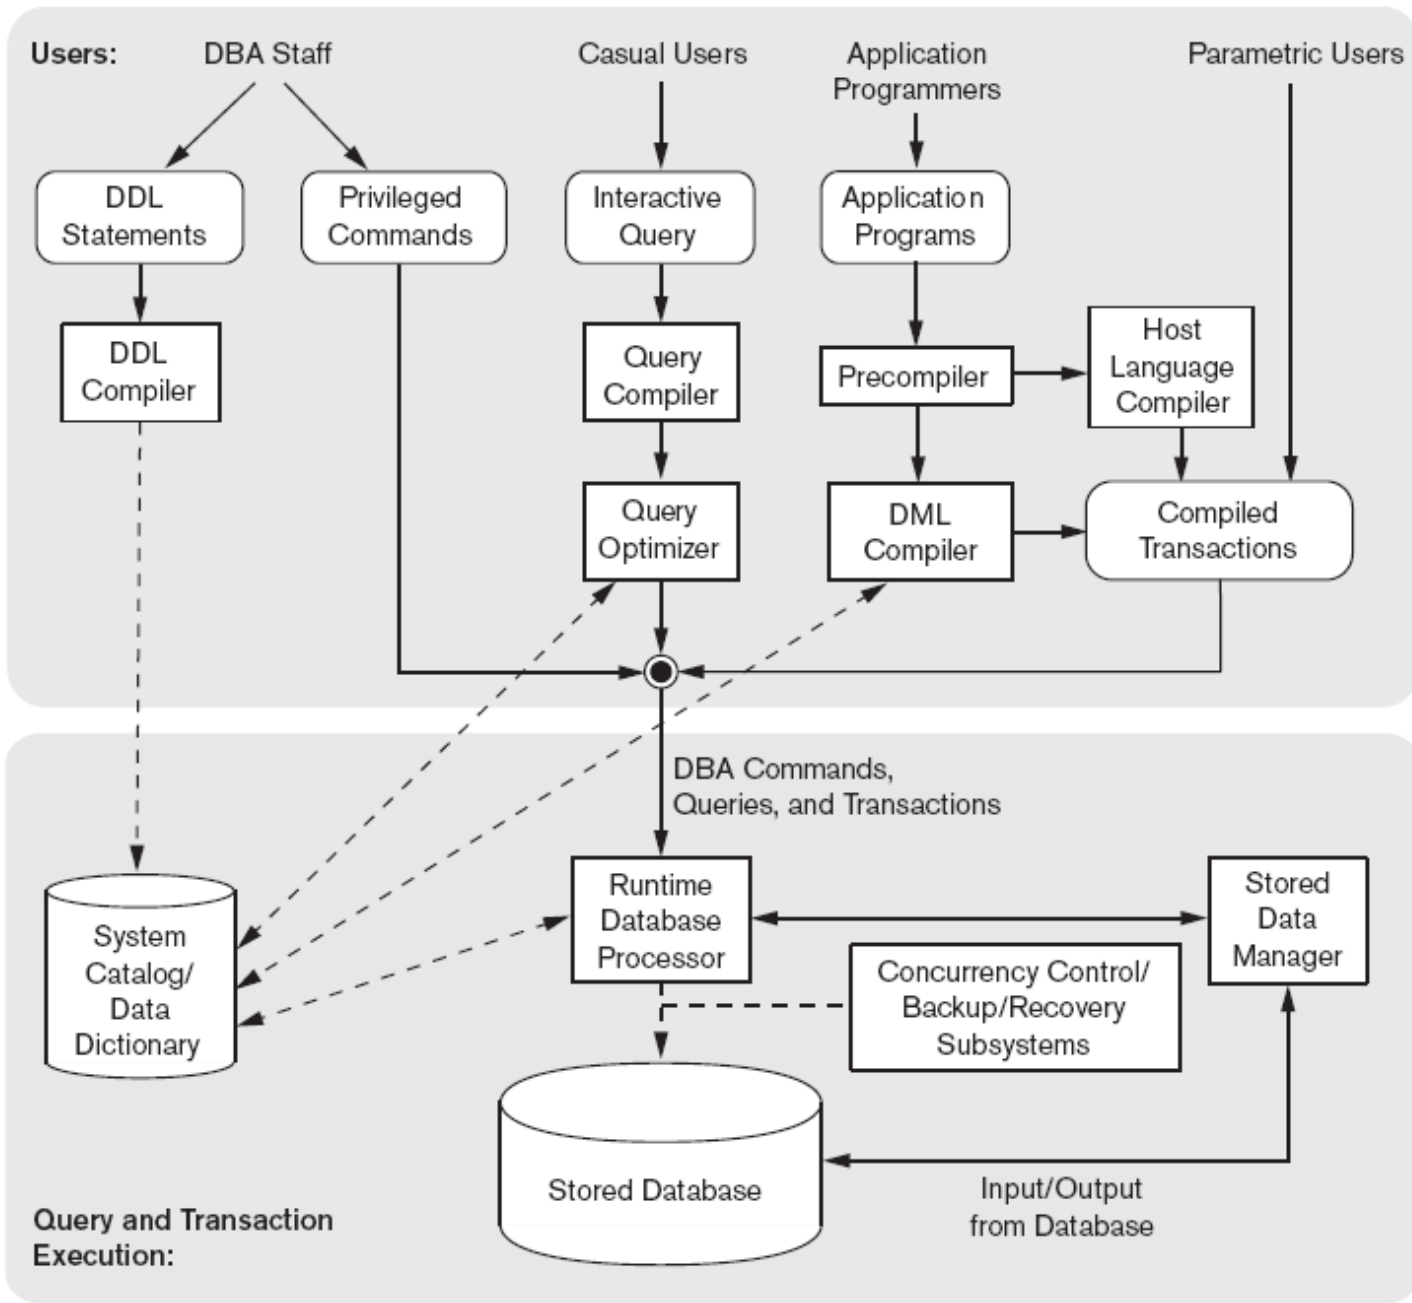 Users:
DBA Staff
Casual Users
Application
Programmers
Parametric Users
DDL
Statements
Privileged
Commands
Interactive
Query
Application
Programs
DDL
Compiler
Query
Compiler
Precompiler
Host
Language
Compiler
Query
Optimizer
DML
Compiler
Compiled
Transactions
DBA Commands,
Queries, and Transactions
System
Catalog/
Data
Dictionary
Runtime
Database
Processor
Stored
Data
Manager
Concurrency Control/
Backup/Recovery
Subsystems
Stored Database
Input/Output
from Database
Query and Transaction
Execution: